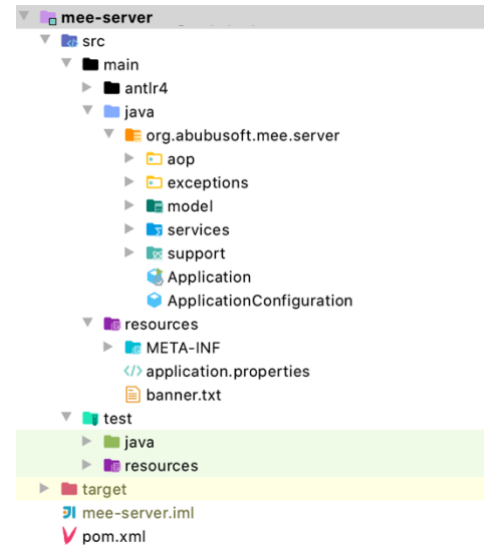 mee-server
src
main
antlr4
java
org.abubusoft.mee.server
aop
exceptions
model
services
support
Application
ApplicationConfiguration
resources
META-INF
application.properties
banner.txt
test
java
resources
target
mee-server.iml
pom.xml